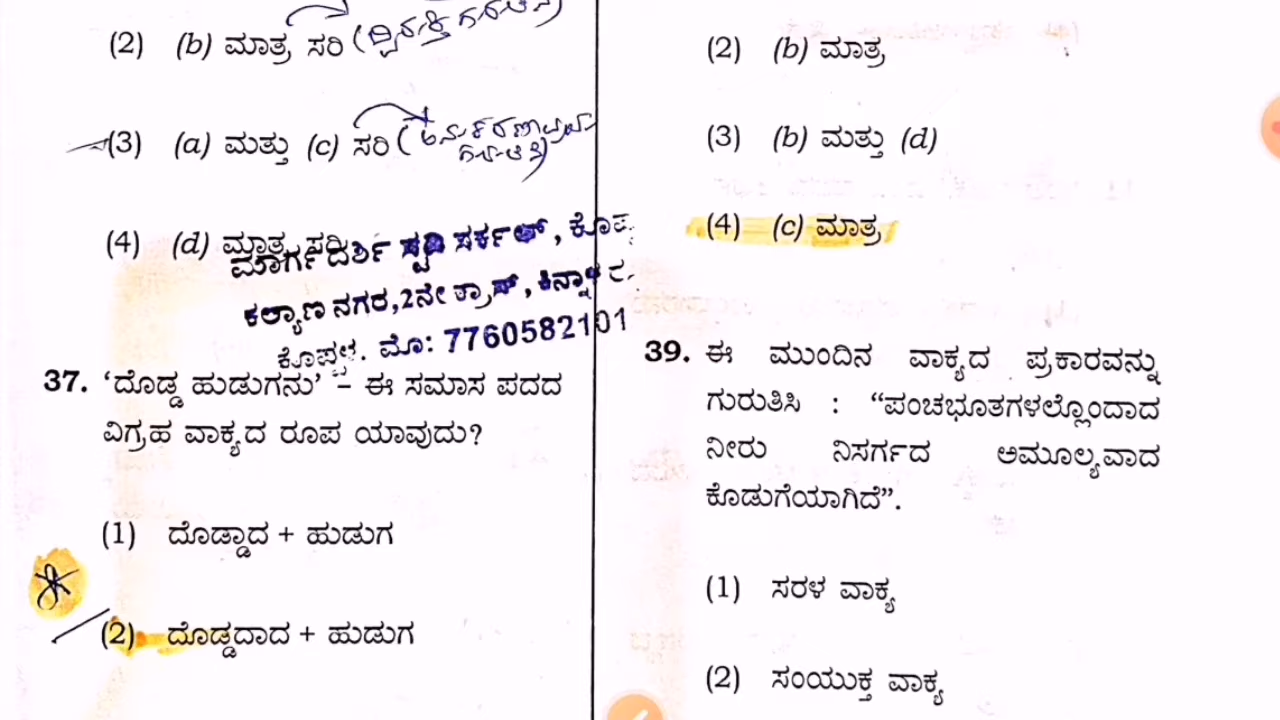 (2) (b) ಮಾತ್ರ ಸರಿ
(3) (a) ಮತ್ತು (c) ಸರಿ
(4) (d) ಮಾತ್ರ ಸರಿ
ಮಾರ್ಗದರ್ಶಿ ಸ್ಟಡಿ ಸರ್ಕಲ್,
ಕಲ್ಯಾಣ ನಗರ, 2ನೇ ಕ್ರಾಸ್,
ಕೊಪ್ಪಳ. ಮೊ: 7760582101
37. 'ದೊಡ್ಡ ಹುಡುಗನು' – ಈ ಸಮಾಸ ಪದದ
ವಿಗ್ರಹ ವಾಕ್ಯದ ರೂಪ ಯಾವುದು?
(1) ದೊಡ್ಡಾದ + ಹುಡುಗ
(2) ದೊಡ್ಡದಾದ + ಹುಡುಗ
(2) (b) ಮಾತ್ರ
(3) (b) ಮತ್ತು (d)
(4) (c) ಮಾತ್ರ
39. ಈ ಮುಂದಿನ ವಾಕ್ಯದ ಪ್ರಕಾರವನ್ನು
ಗುರುತಿಸಿ : "ಪಂಚಭೂತಗಳಲ್ಲೊಂದಾದ
ನೀರು ನಿಸರ್ಗದ ಅಮೂಲ್ಯವಾದ
ಕೊಡುಗೆಯಾಗಿದೆ".
(1) ಸರಳ ವಾಕ್ಯ
(2) ಸಂಯುಕ್ತ ವಾಕ್ಯ